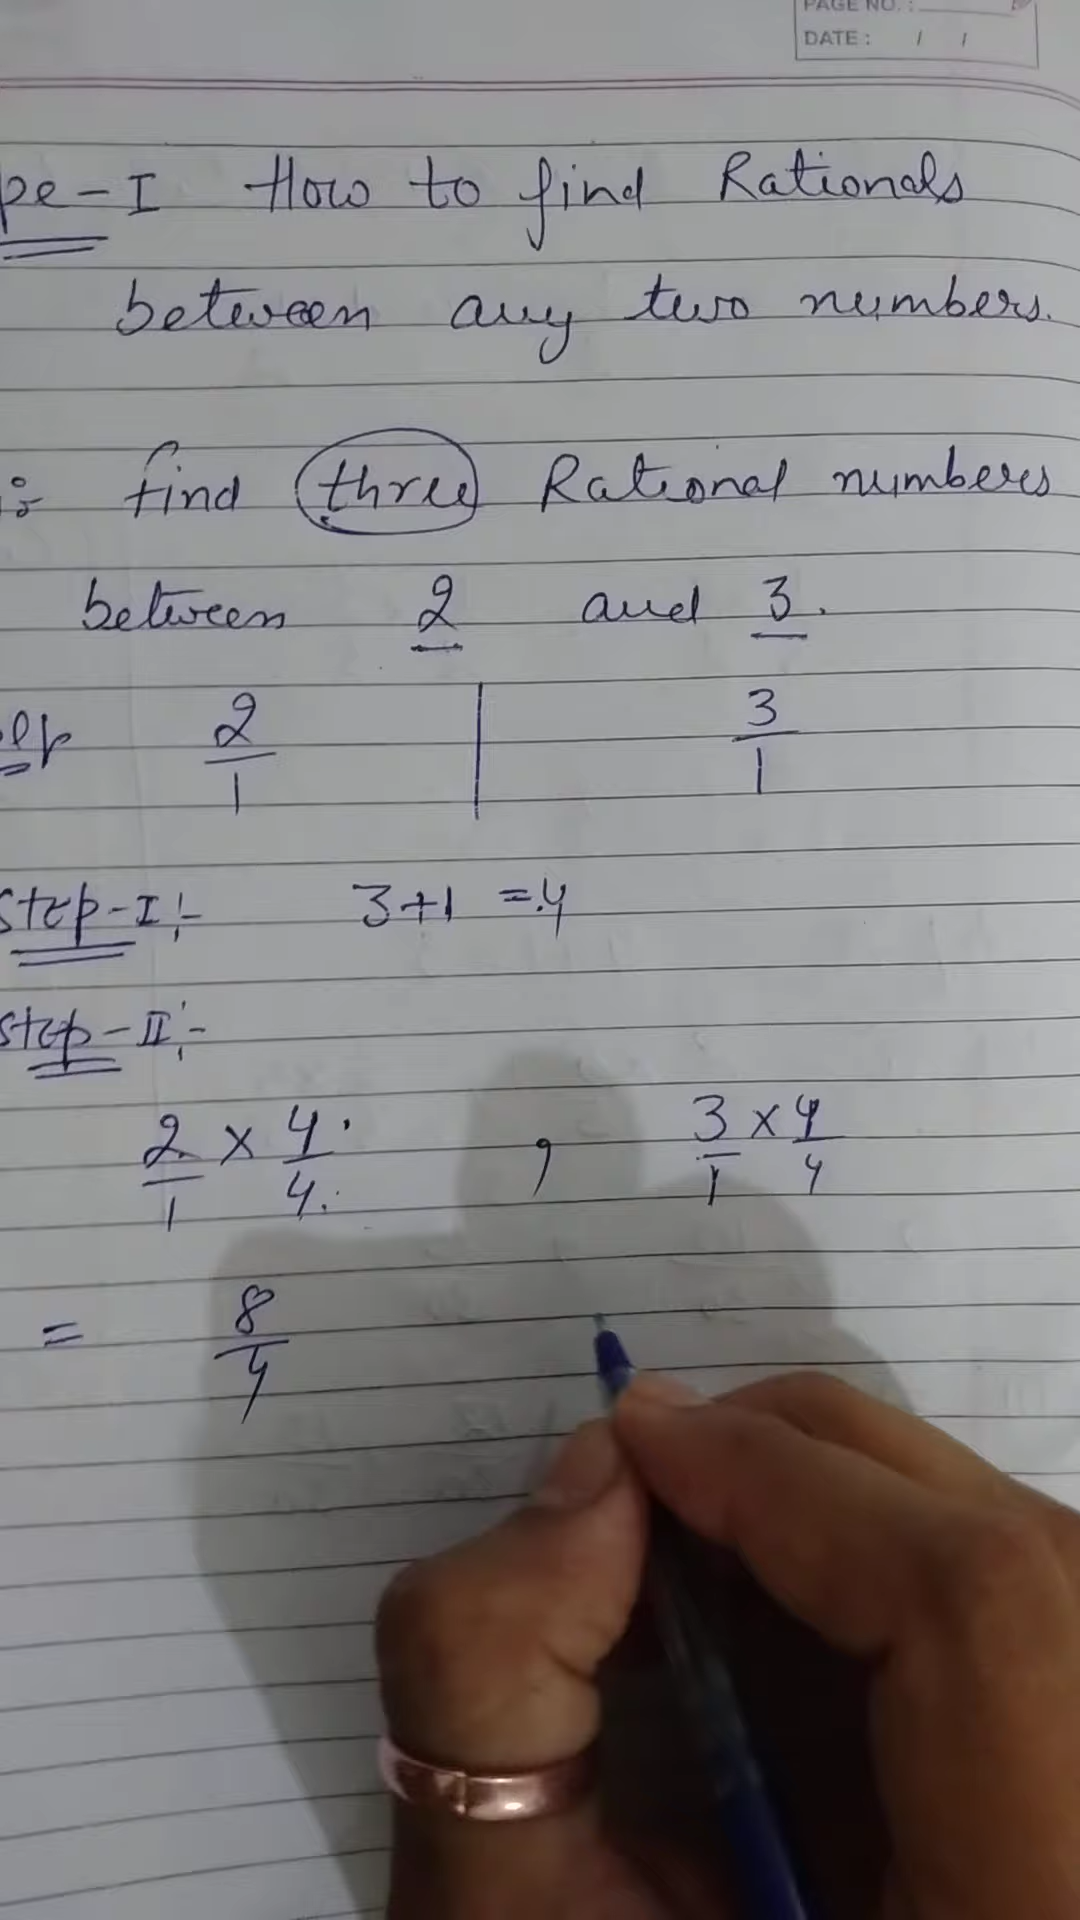 PAGE NO. :
DATE : / /
pe-I How to find Rationals
between any two numbers.
find three Rational numbers
between 2 and 3.
2/1 | 3/1
step-I:- 3+1 = 4
step-II:-
2/1 × 4/4 , 3/1 × 4/4
= 8/4